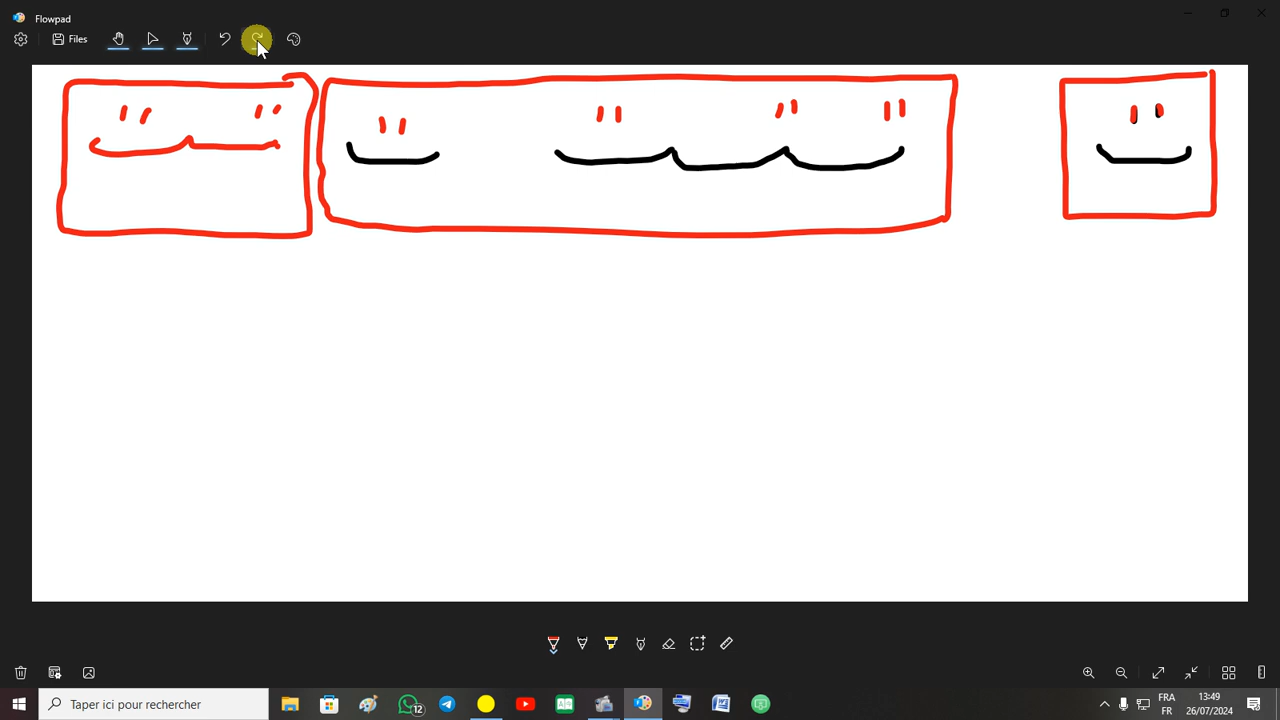 Flowpad
Files
Taper ici pour rechercher
12
FRA
FR
13:49
26/07/2024